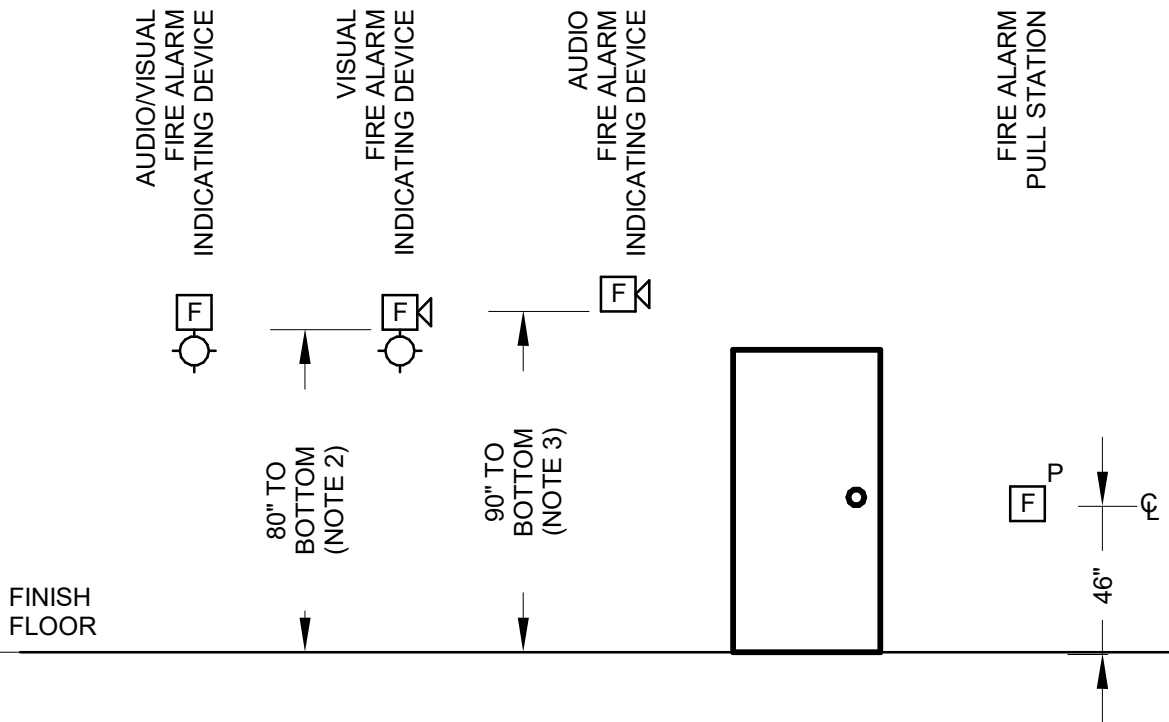 AUDIO/VISUAL
FIRE ALARM
INDICATING DEVICE
VISUAL
FIRE ALARM
INDICATING DEVICE
AUDIO
FIRE ALARM
INDICATING DEVICE
FIRE ALARM
PULL STATION
F
F
F
80" TO
BOTTOM
(NOTE 2)
90" TO
BOTTOM
(NOTE 3)
P
F
℄
46"
FINISH
FLOOR